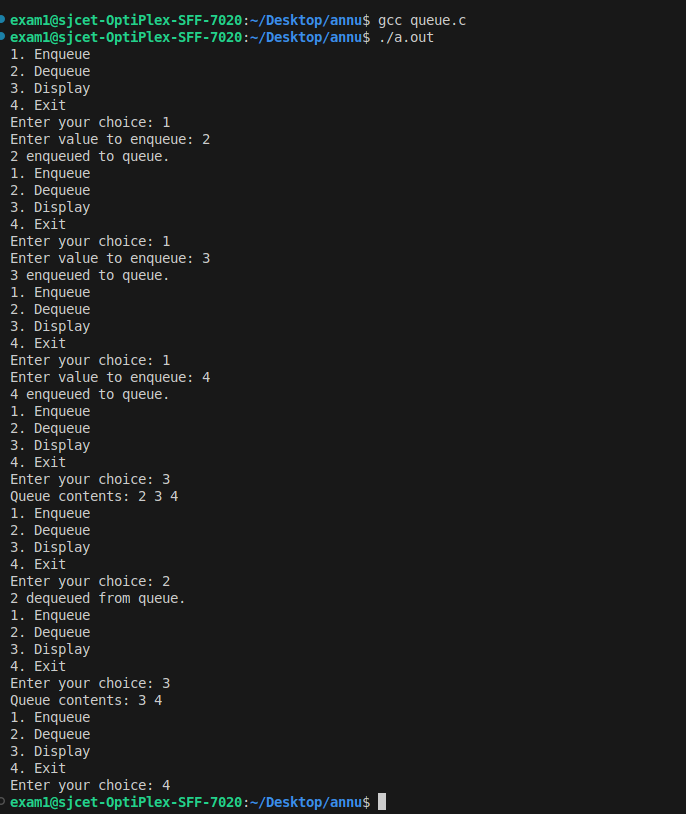 exam1@sjcet-OptiPlex-SFF-7020:~/Desktop/annu$ gcc queue.c
exam1@sjcet-OptiPlex-SFF-7020:~/Desktop/annu$ ./a.out
1. Enqueue
2. Dequeue
3. Display
4. Exit
Enter your choice: 1
Enter value to enqueue: 2
2 enqueued to queue.
1. Enqueue
2. Dequeue
3. Display
4. Exit
Enter your choice: 1
Enter value to enqueue: 3
3 enqueued to queue.
1. Enqueue
2. Dequeue
3. Display
4. Exit
Enter your choice: 1
Enter value to enqueue: 4
4 enqueued to queue.
1. Enqueue
2. Dequeue
3. Display
4. Exit
Enter your choice: 3
Queue contents: 2 3 4
1. Enqueue
2. Dequeue
3. Display
4. Exit
Enter your choice: 2
2 dequeued from queue.
1. Enqueue
2. Dequeue
3. Display
4. Exit
Enter your choice: 3
Queue contents: 3 4
1. Enqueue
2. Dequeue
3. Display
4. Exit
Enter your choice: 4
exam1@sjcet-OptiPlex-SFF-7020:~/Desktop/annu$